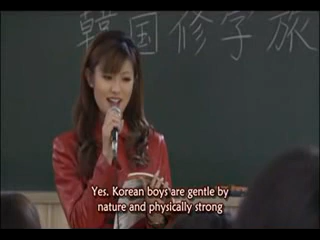 韓国修学旅
Yes. Korean boys are gentle by
nature and physically strong